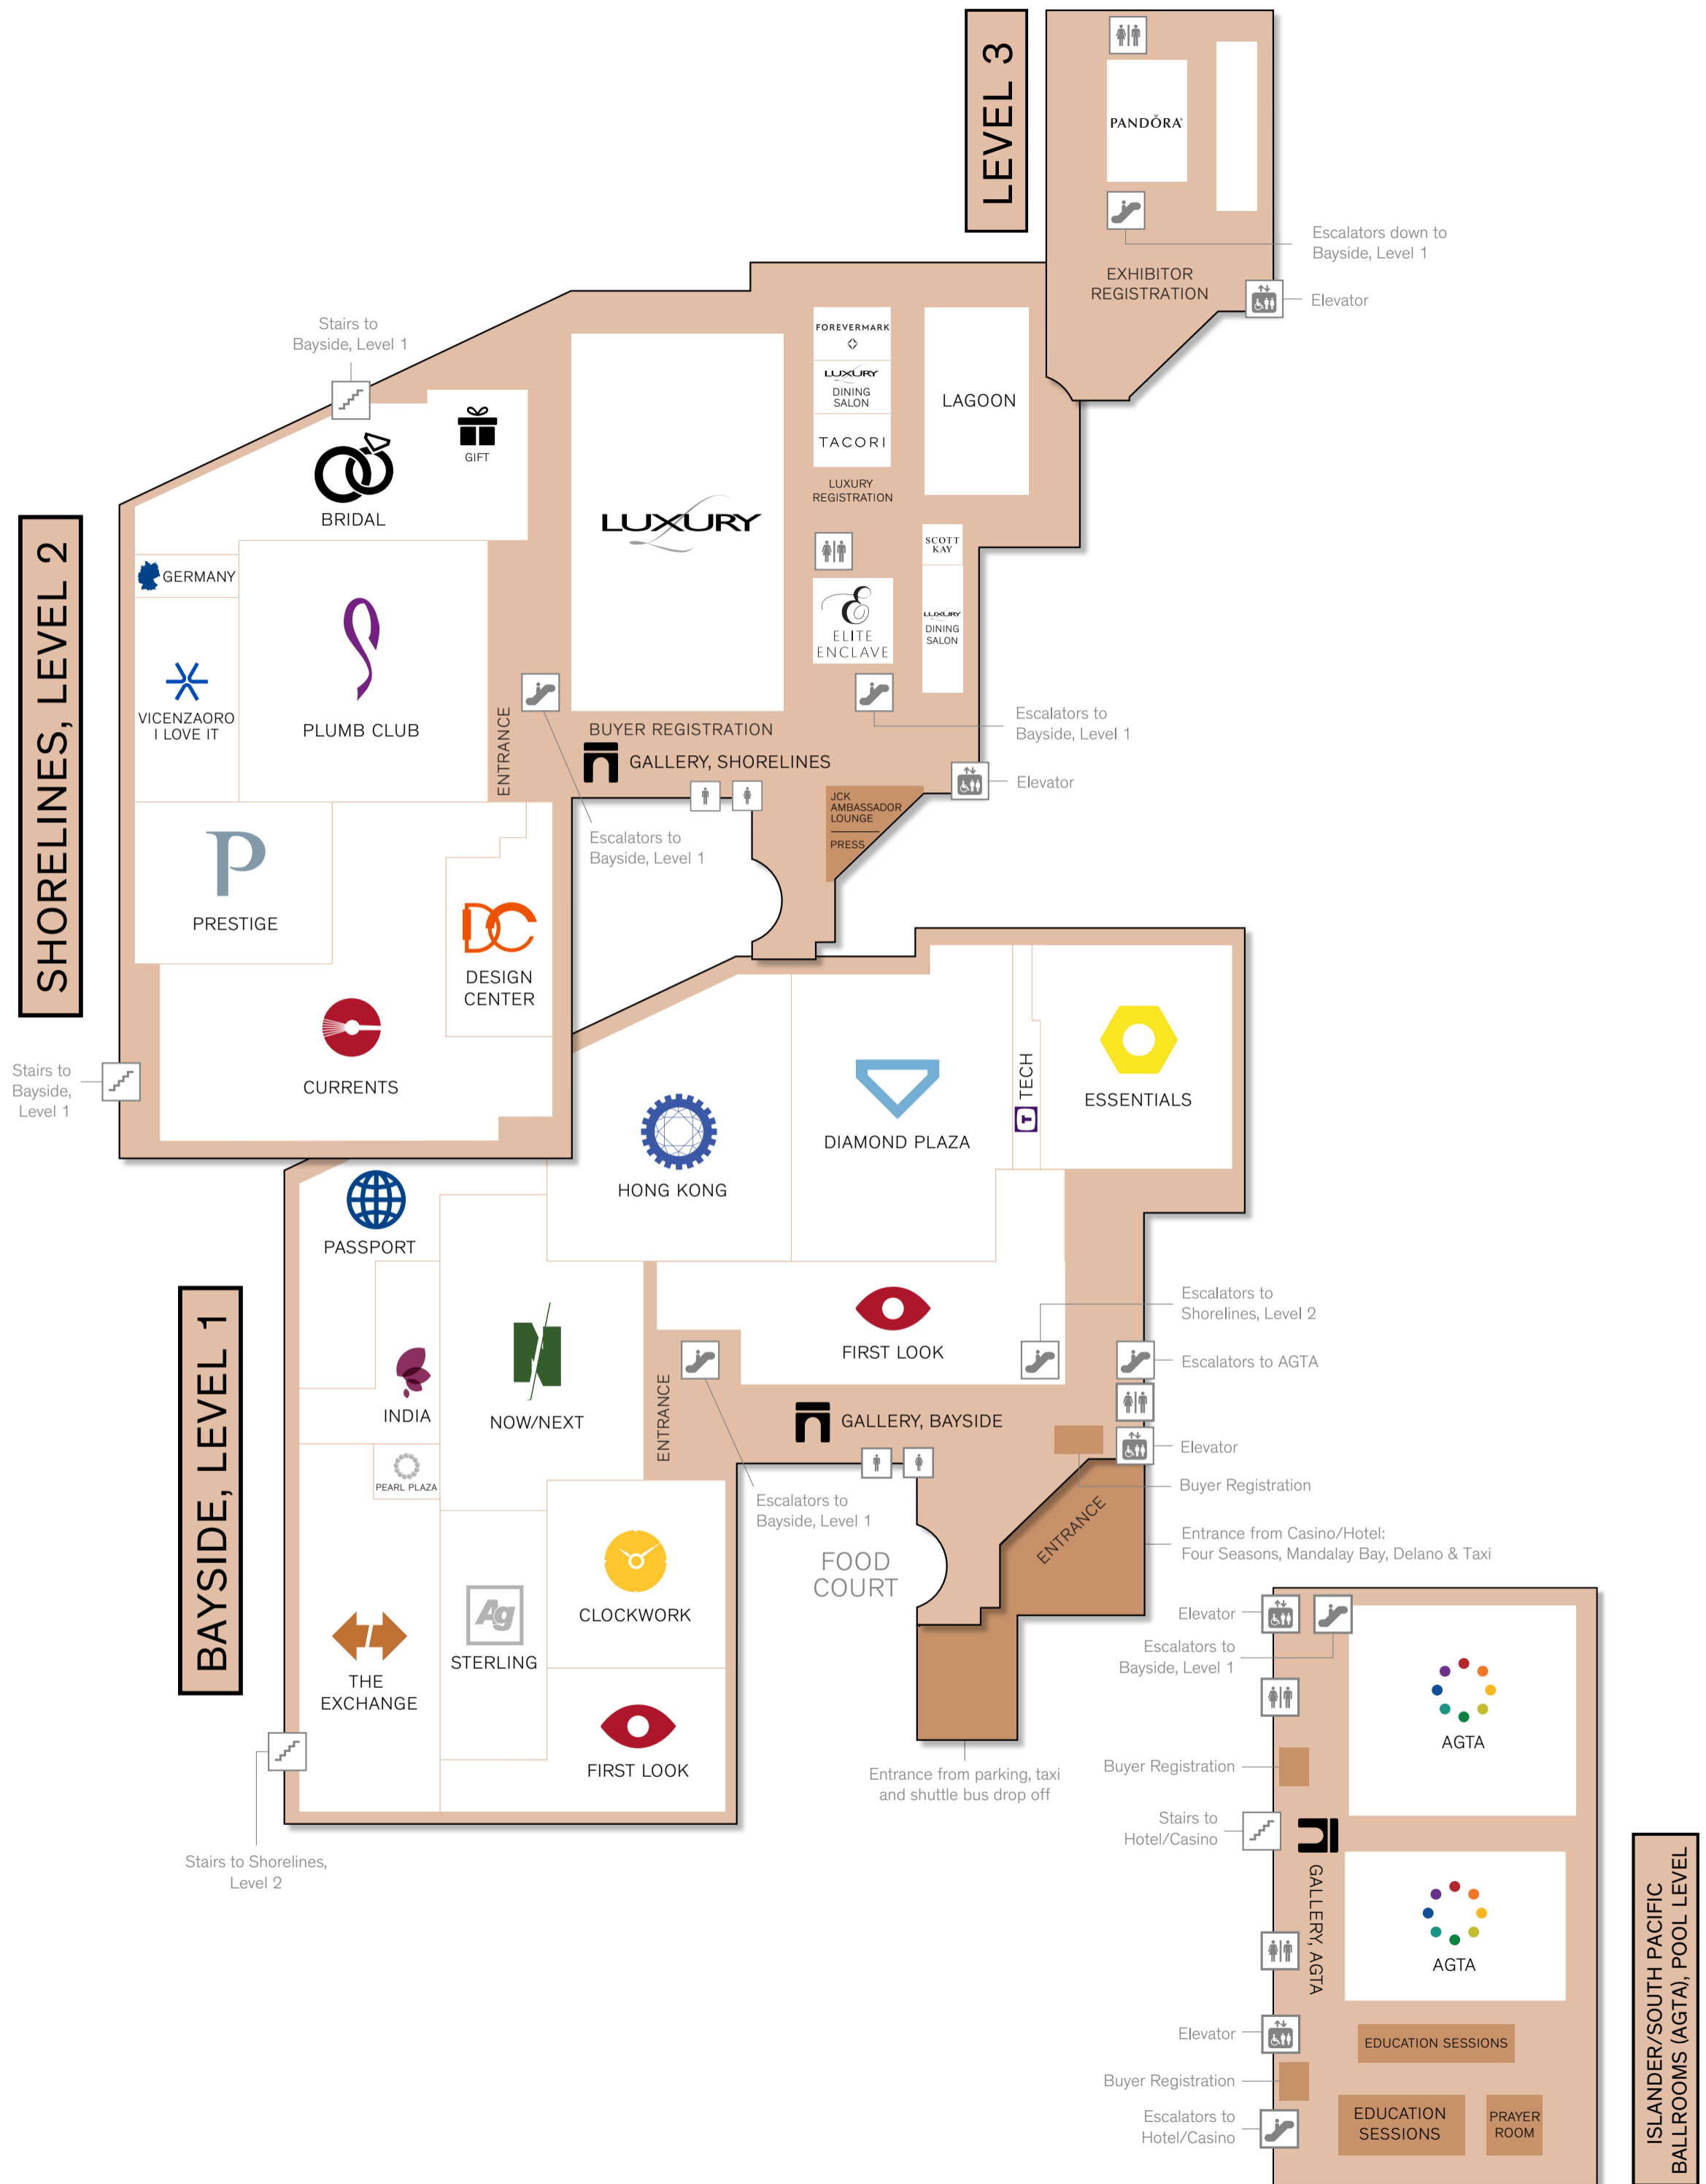 LEVEL 3
PANDÖRA
Escalators down to
Bayside, Level 1
EXHIBITOR
REGISTRATION
Elevator
SHORELINES, LEVEL 2
Stairs to
Bayside, Level 1
GIFT
BRIDAL
GERMANY
VICENZAORO
I LOVE IT
PLUMB CLUB
ENTRANCE
LUXURY
FOREVERMARK
LUXURY
DINING
SALON
TACORI
LUXURY
REGISTRATION
LAGOON
SCOTT
KAY
ELITE
ENCLAVE
LUXURY
DINING
SALON
BUYER REGISTRATION
GALLERY, SHORELINES
Escalators to
Bayside, Level 1
Elevator
Escalators to
Bayside, Level 1
JCK
AMBASSADOR
LOUNGE
PRESS
P
PRESTIGE
DC
DESIGN
CENTER
CURRENTS
Stairs to
Bayside,
Level 1
BAYSIDE, LEVEL 1
HONG KONG
DIAMOND PLAZA
T TECH
ESSENTIALS
PASSPORT
INDIA
N
NOW/NEXT
PEARL PLAZA
ENTRANCE
FIRST LOOK
Escalators to
Shorelines, Level 2
Escalators to AGTA
GALLERY, BAYSIDE
Elevator
Buyer Registration
Escalators to
Bayside, Level 1
ENTRANCE
Entrance from Casino/Hotel:
Four Seasons, Mandalay Bay, Delano & Taxi
FOOD
COURT
CLOCKWORK
Ag
STERLING
THE
EXCHANGE
FIRST LOOK
Entrance from parking, taxi
and shuttle bus drop off
Stairs to Shorelines,
Level 2
ISLANDER/SOUTH PACIFIC
BALLROOMS (AGTA), POOL LEVEL
Elevator
Escalators to
Bayside, Level 1
AGTA
Buyer Registration
Stairs to
Hotel/Casino
GALLERY, AGTA
AGTA
Elevator
EDUCATION SESSIONS
Buyer Registration
Escalators to
Hotel/Casino
EDUCATION
SESSIONS
PRAYER
ROOM